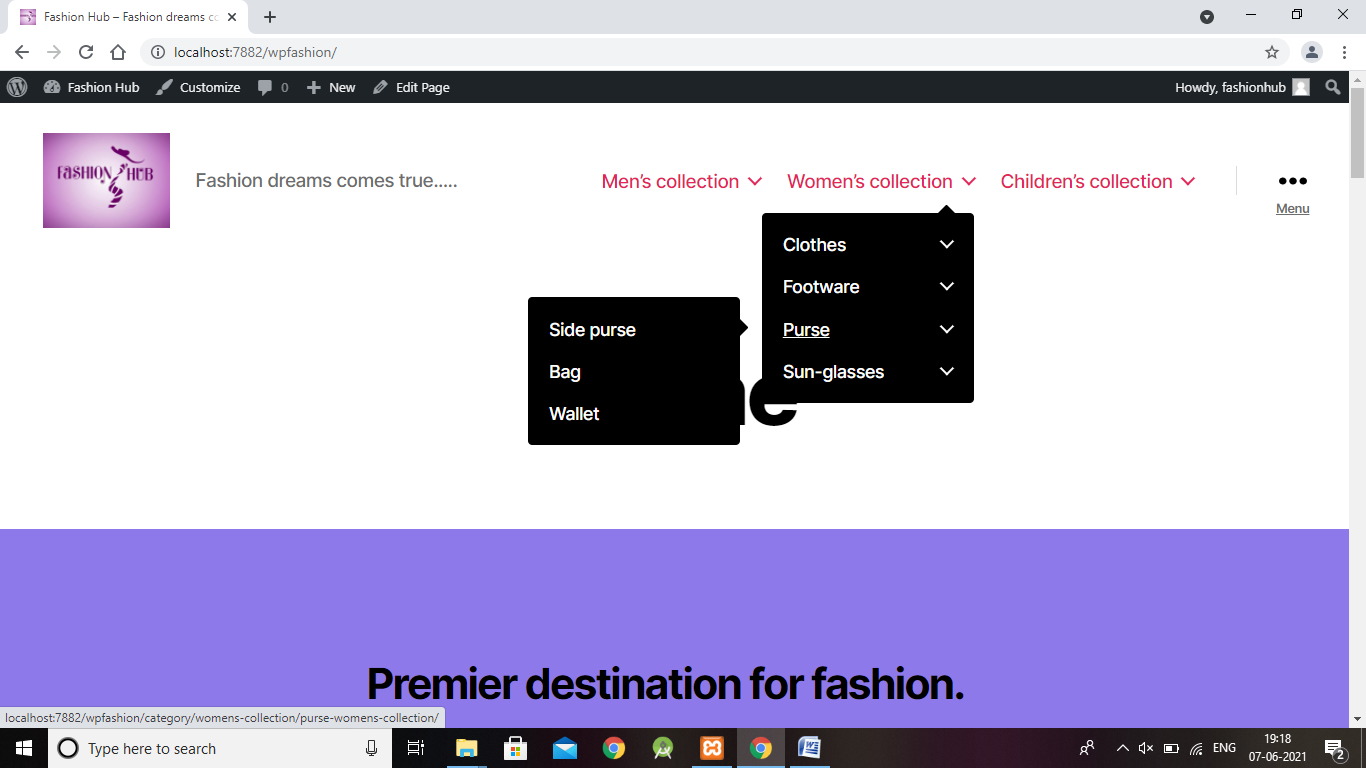 Fashion Hub – Fashion dreams co
localhost:7882/wpfashion/
Fashion Hub Customize 0 New Edit Page Howdy, fashionhub
FASHION HUB
Fashion dreams comes true.....
Men's collection Women's collection Children's collection
Menu
Clothes
Footware
Purse
Sun-glasses
Side purse
Bag
Wallet
Premier destination for fashion.
localhost:7882/wpfashion/category/womens-collection/purse-womens-collection/
Type here to search
ENG
19:18
07-06-2021
2